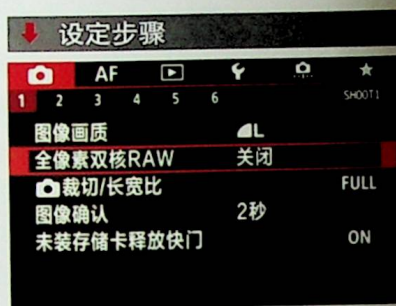 设定步骤
AF
1 2 3 4 5 6 SHOOT1
图像画质 L
全像素双核RAW 关闭
裁切/长宽比 FULL
图像确认 2秒
未装存储卡释放快门 ON